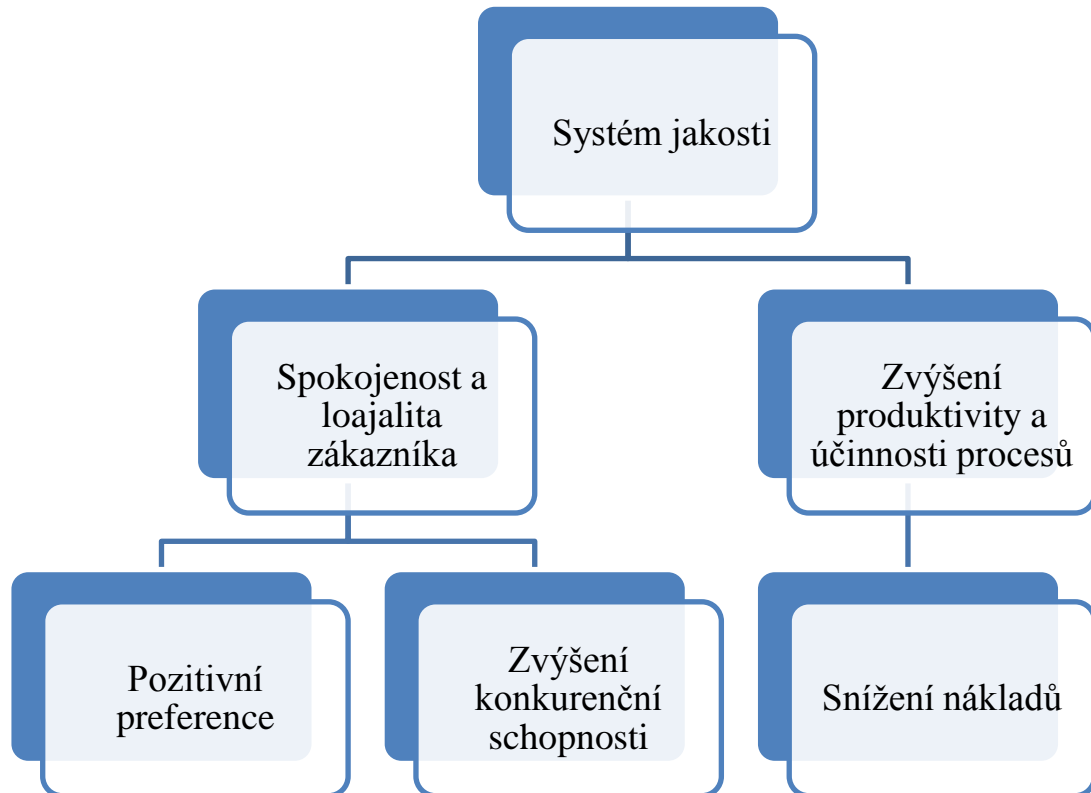 Systém jakosti
Spokojenost a
loajalita
zákazníka
Zvýšení
produktivity a
účinnosti procesů
Pozitivní
preference
Zvýšení
konkurenční
schopnosti
Snížení nákladů